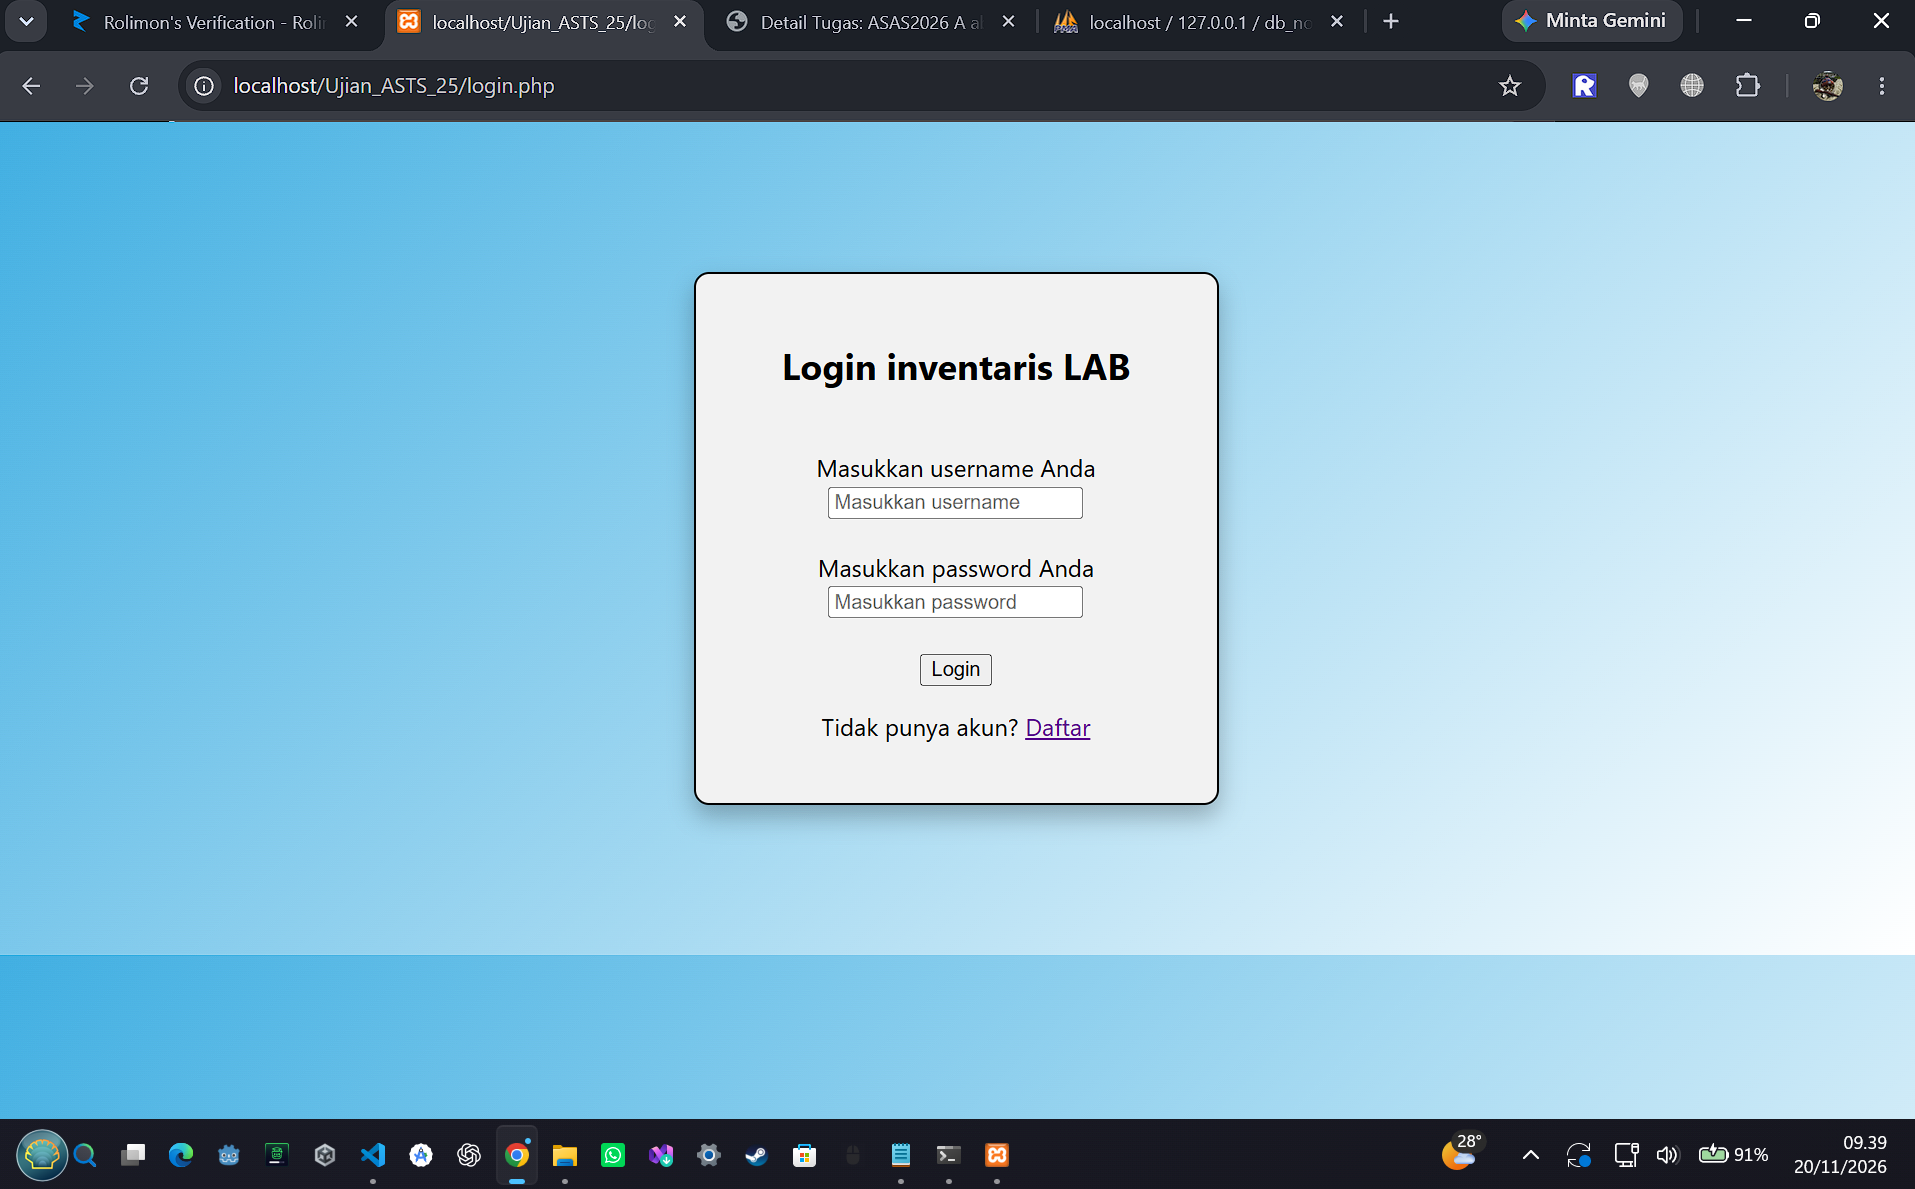 Rolimon's Verification - Roli
localhost/Ujian_ASTS_25/log
Detail Tugas: ASAS2026 A al
localhost / 127.0.0.1 / db_no
Minta Gemini
localhost/Ujian_ASTS_25/login.php
Login inventaris LAB
Masukkan username Anda
Masukkan username
Masukkan password Anda
Masukkan password
Login
Tidak punya akun? Daftar
28°
91%
09.39
20/11/2026